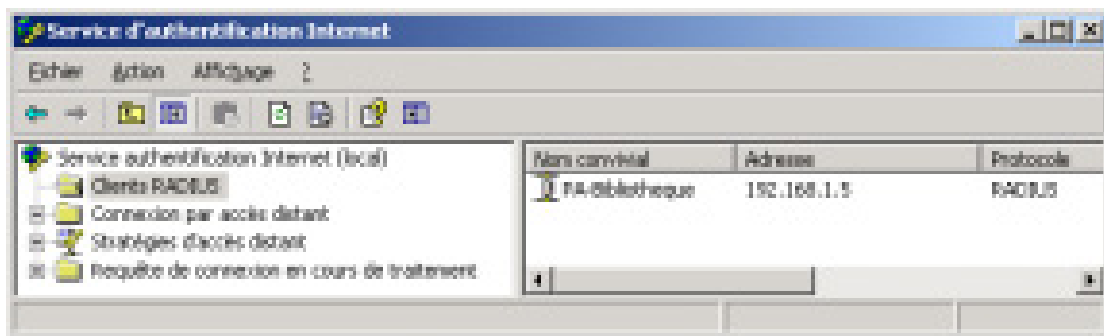 Service d'authentification Internet
Fichier Action Affichage ?
Service authentification Internet (local)
Clients RADIUS
Connexion par accès distant
Stratégies d'accès distant
Requête de connexion en cours de traitement
Nom convivial Adresse Protocole
PA-Bibliotheque 192.168.1.5 RADIUS